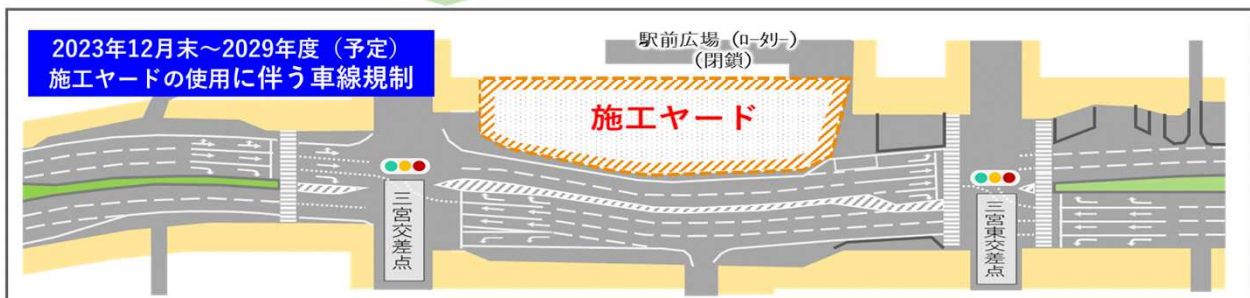 2023年12月末～2029年度（予定）
施工ヤードの使用に伴う車線規制
駅前広場（ﾛｰﾀﾘｰ）
（閉鎖）
施工ヤード
三宮交差点
三宮東交差点